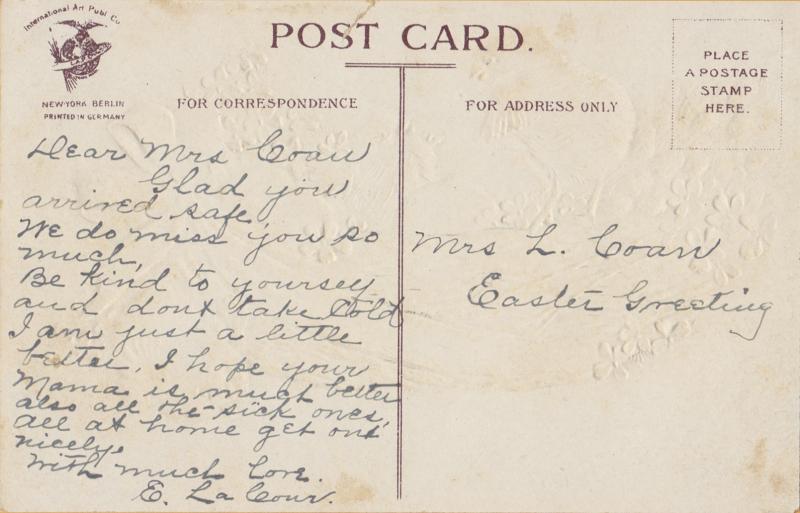 International Art Publ Co
NEW-YORK BERLIN
PRINTED IN GERMANY
POST CARD.
FOR CORRESPONDENCE
FOR ADDRESS ONLY
PLACE
A POSTAGE
STAMP
HERE.
Dear Mrs Coan
Glad you
arrived safe,
We do miss you so
much,
Be kind to yourself
and dont take Cold
I am just a little
better, I hope your
Mama is much better
also all the sick ones,
all at home get on
nicely,
With much love.
E. La Cour.
Mrs L. Coan
Easter Greeting